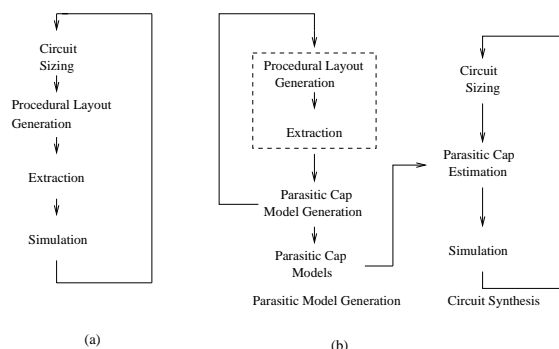 Circuit
Sizing
Procedural Layout
Generation
Extraction
Simulation
(a)
Procedural Layout
Generation
Extraction
Parasitic Cap
Model Generation
Parasitic Cap
Models
Parasitic Model Generation
Circuit
Sizing
Parasitic Cap
Estimation
Simulation
Circuit Synthesis
(b)